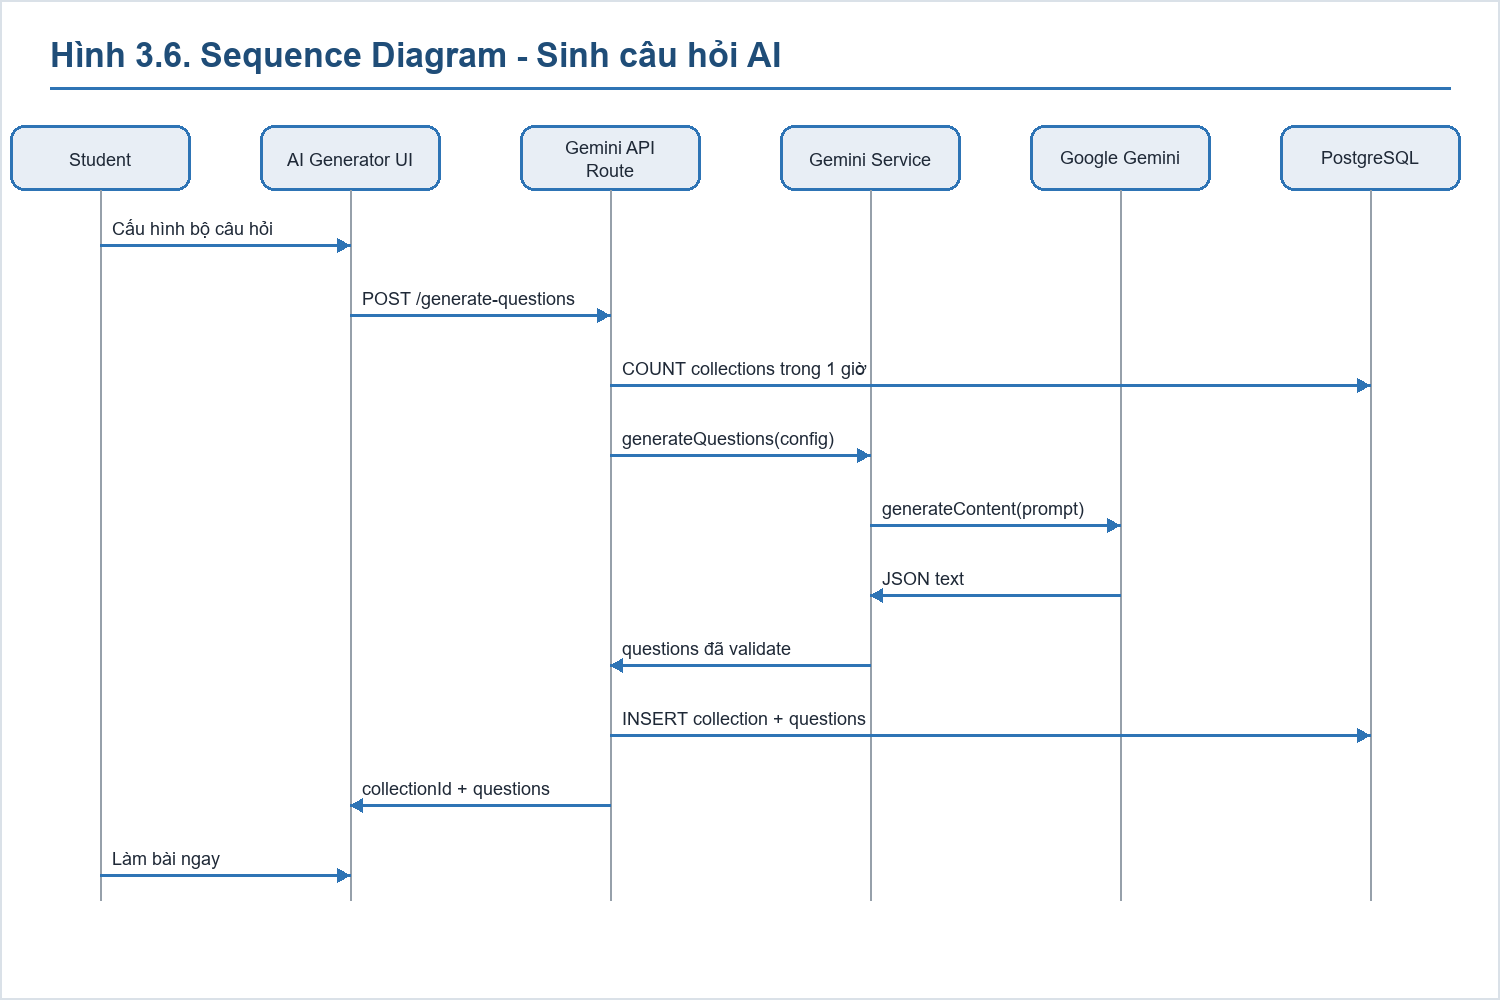 Hình 3.6. Sequence Diagram - Sinh câu hỏi AI
Student
AI Generator UI
Gemini API
Route
Gemini Service
Google Gemini
PostgreSQL
Cấu hình bộ câu hỏi
POST /generate-questions
COUNT collections trong 1 giờ
generateQuestions(config)
generateContent(prompt)
JSON text
questions đã validate
INSERT collection + questions
collectionId + questions
Làm bài ngay